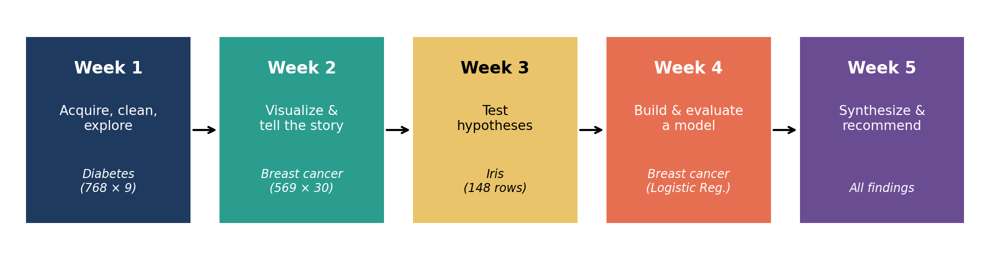 Week 1
Acquire, clean,
explore
Diabetes
(768 × 9)
Week 2
Visualize &
tell the story
Breast cancer
(569 × 30)
Week 3
Test
hypotheses
Iris
(148 rows)
Week 4
Build & evaluate
a model
Breast cancer
(Logistic Reg.)
Week 5
Synthesize &
recommend
All findings